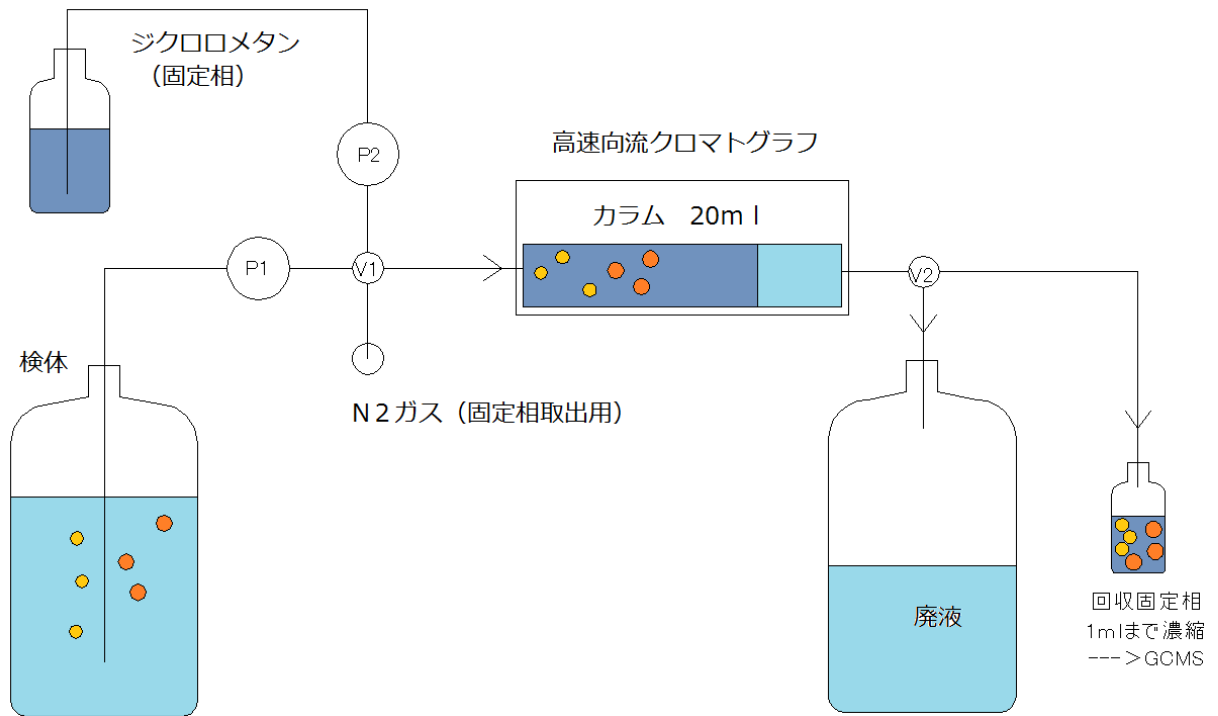 ジクロロメタン
（固定相）
P2
高速向流クロマトグラフ
カラム　20ｍｌ
P1
V1
V2
検体
N２ガス（固定相取出用）
廃液
回収固定相
1mlまで濃縮
--->GCMS